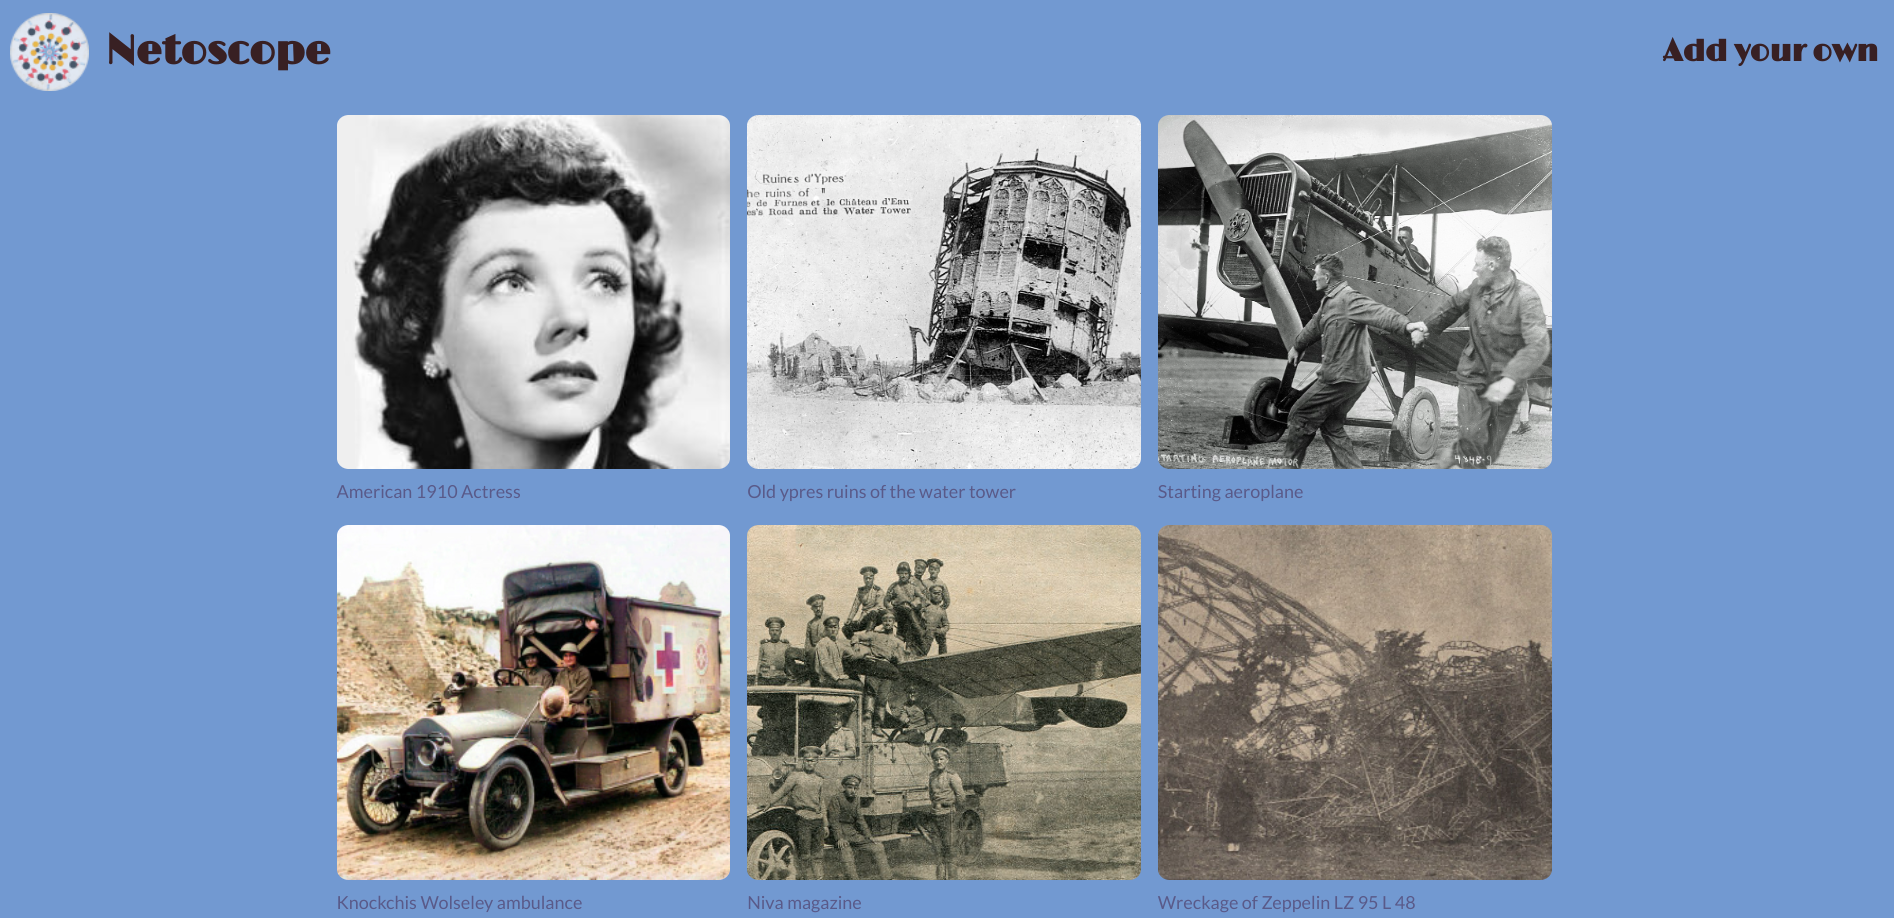 Netoscope
Add your own
Ruines d'Ypres
he ruins of "
e de Furnes et le Château d'Eau
es's Road and the Water Tower
TARTING AEROPLANE MOTOR
4348-9
American 1910 Actress
Old ypres ruins of the water tower
Starting aeroplane
Knockchis Wolseley ambulance
Niva magazine
Wreckage of Zeppelin LZ 95 L 48